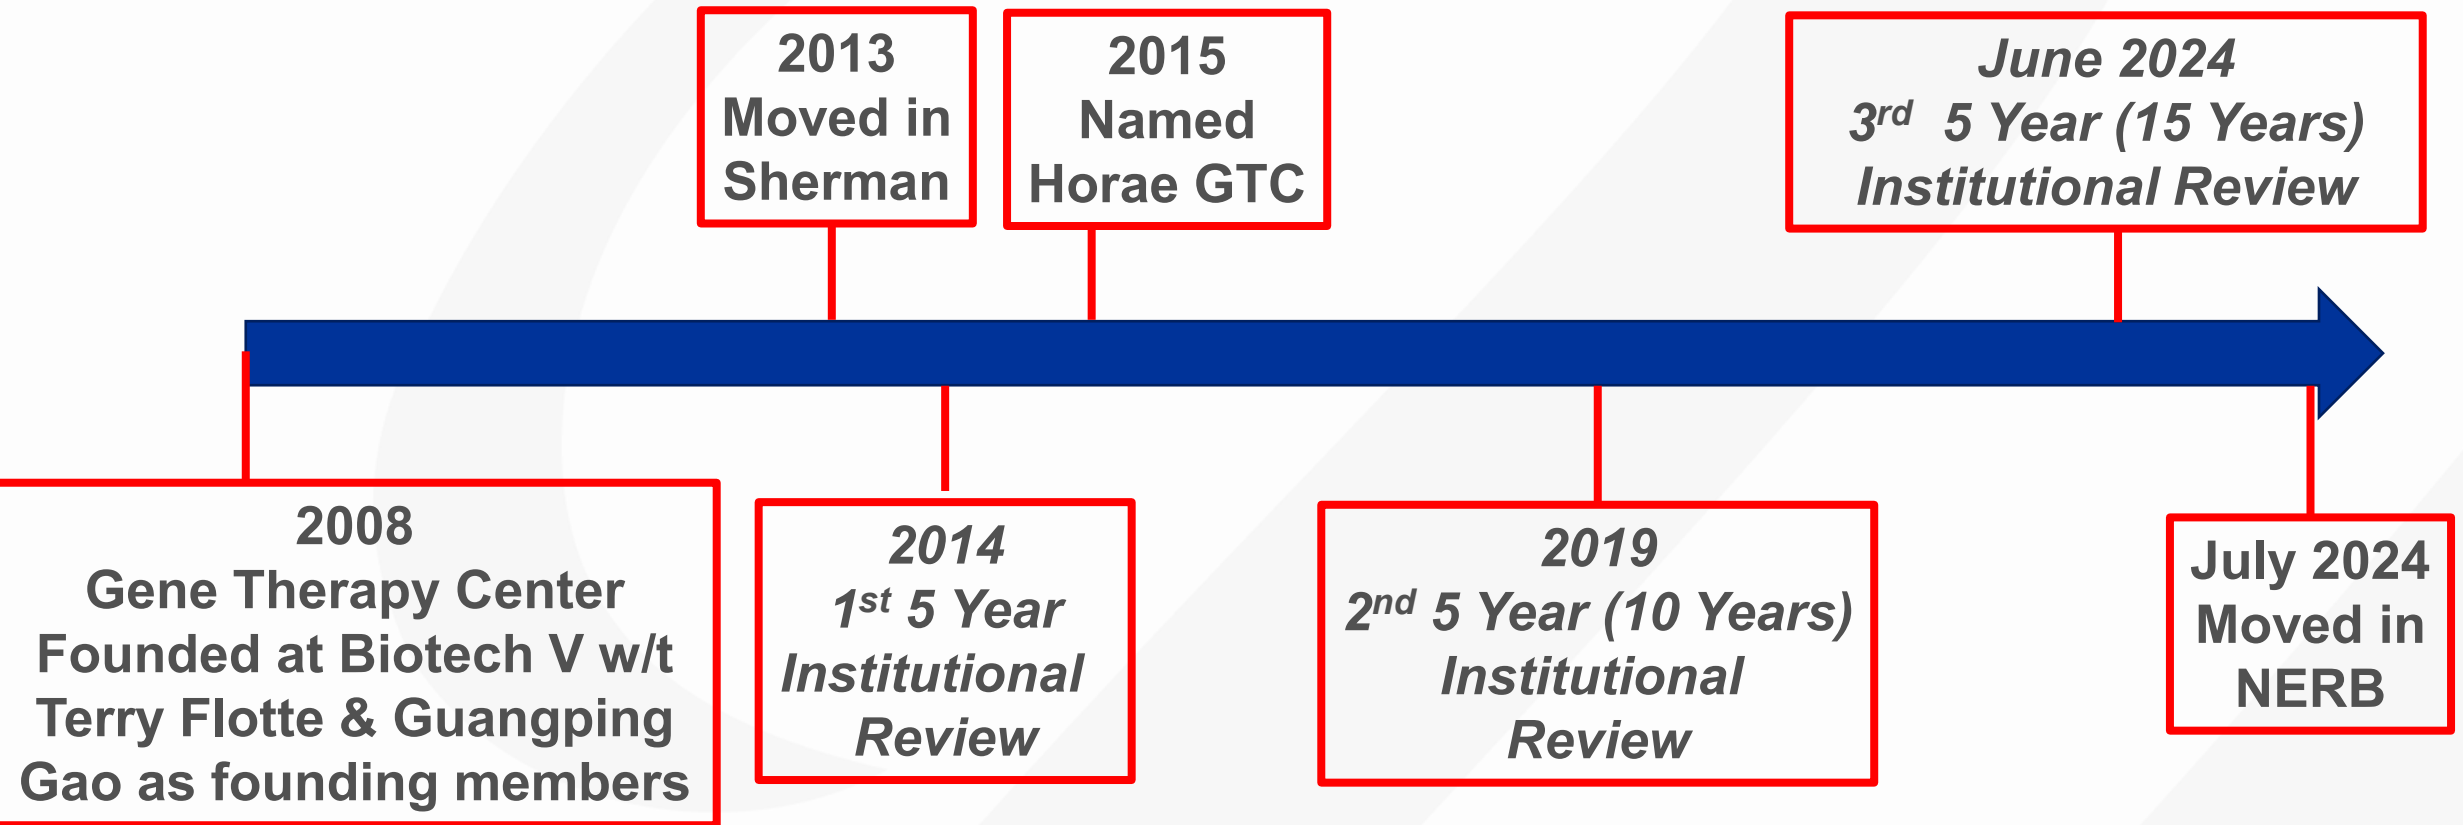 2013
Moved in
Sherman
2015
Named
Horae GTC
June 2024
3rd 5 Year (15 Years)
Institutional Review
2008
Gene Therapy Center
Founded at Biotech V w/t
Terry Flotte & Guangping
Gao as founding members
2014
1st 5 Year
Institutional
Review
2019
2nd 5 Year (10 Years)
Institutional
Review
July 2024
Moved in
NERB